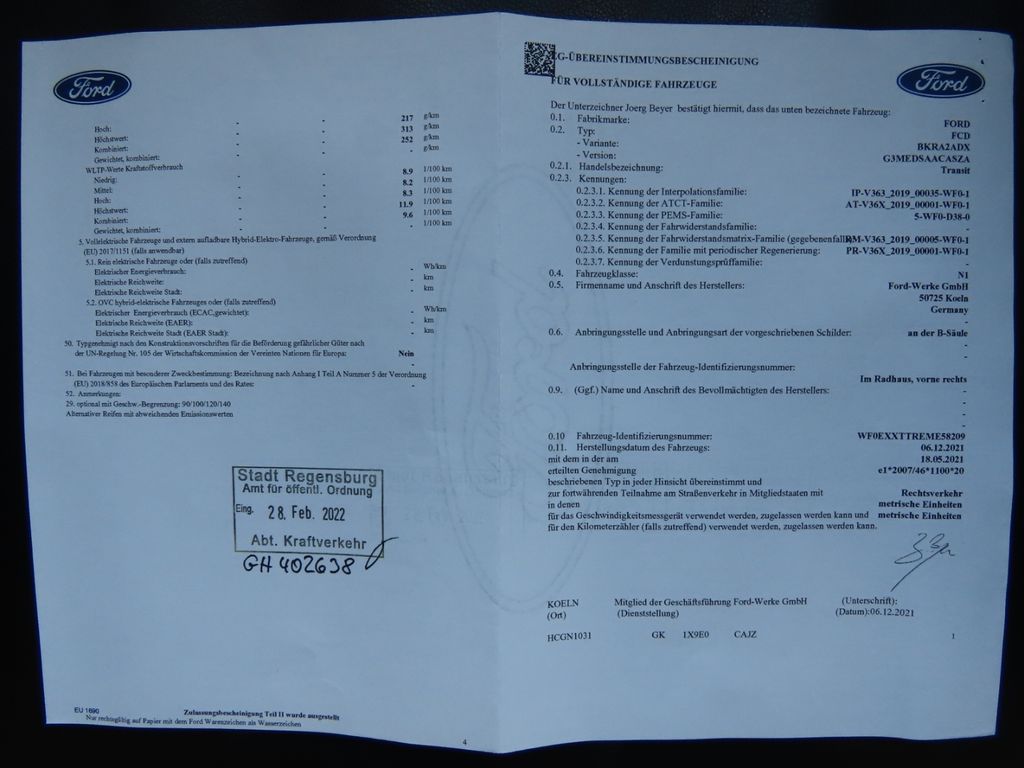 Ford
217 g/km
Hoch: - - 313 g/km
Höchstwert: - - 252 g/km
Kombiniert: - - - g/km
Gewichtet, kombiniert:
WLTP-Werte Kraftstoffverbrauch
Niedrig: - - 8.9 l/100 km
Mittel: - - 8.2 l/100 km
Hoch: - - 8.3 l/100 km
Höchstwert: - - 11.9 l/100 km
Kombiniert: - - 9.6 l/100 km
Gewichtet, kombiniert: - - - l/100 km
5. Vollelektrische Fahrzeuge und extern aufladbare Hybrid-Elektro-Fahrzeuge, gemäß Verordnung
(EU) 2017/1151 (falls anwendbar)
5.1. Rein elektrische Fahrzeuge oder (falls zutreffend)
Elektrischer Energieverbrauch: - Wh/km
Elektrische Reichweite: - km
Elektrische Reichweite Stadt: - km
5.2. OVC hybrid-elektrische Fahrzeuges oder (falls zutreffend)
Elektrischer Energieverbrauch (ECAC,gewichtet): - Wh/km
Elektrische Reichweite (EAER): - km
Elektrische Reichweite Stadt (EAER Stadt): - km
50. Typgenehmigt nach den Konstruktionsvorschriften für die Beförderung gefährlicher Güter nach
der UN-Regelung Nr. 105 der Wirtschaftskommission der Vereinten Nationen für Europa: Nein
51. Bei Fahrzeugen mit besonderer Zweckbestimmung: Bezeichnung nach Anhang I Teil A Nummer 5 der Verordnung
(EU) 2018/858 des Europäischen Parlaments und des Rates: -
52. Anmerkungen:
29. optional mit Geschw.-Begrenzung: 90/100/120/140
Alternativer Reifen mit abweichenden Emissionswerten
Stadt Regensburg
Amt für öffentl. Ordnung
Eing. 28. Feb. 2022
Abt. Kraftverkehr
GH 402638
EU 1690
Zulassungsbescheinigung Teil II wurde ausgestellt
Nur rechtsgültig auf Papier mit dem Ford Warenzeichen als Wasserzeichen
4
EG-ÜBEREINSTIMMUNGSBESCHEINIGUNG
FÜR VOLLSTÄNDIGE FAHRZEUGE
Ford
Der Unterzeichner Joerg Beyer bestätigt hiermit, dass das unten bezeichnete Fahrzeug:
0.1. Fabrikmarke: FORD
0.2. Typ: FCD
- Variante: BKRA2ADX
- Version: G3MEDSAACASZA
0.2.1. Handelsbezeichnung: Transit
0.2.3. Kennungen:
0.2.3.1. Kennung der Interpolationsfamilie: IP-V363_2019_00035-WF0-1
0.2.3.2. Kennung der ATCT-Familie: AT-V36X_2019_00001-WF0-1
0.2.3.3. Kennung der PEMS-Familie: 5-WF0-D38-0
0.2.3.4. Kennung der Fahrwiderstandsfamilie: -
0.2.3.5. Kennung der Fahrwiderstandsmatrix-Familie (gegebenenfalls) RM-V363_2019_00005-WF0-1
0.2.3.6. Kennung der Familie mit periodischer Regenerierung: PR-V36X_2019_00001-WF0-1
0.2.3.7. Kennung der Verdunstungsprüffamilie: -
0.4. Fahrzeugklasse: N1
0.5. Firmenname und Anschrift des Herstellers: Ford-Werke GmbH
50725 Koeln
Germany
-
0.6. Anbringungsstelle und Anbringungsart der vorgeschriebenen Schilder: an der B-Säule
-
-
Anbringungsstelle der Fahrzeug-Identifizierungsnummer:
Im Radhaus, vorne rechts
0.9. (Ggf.) Name und Anschrift des Bevollmächtigten des Herstellers: -
-
-
-
0.10 Fahrzeug-Identifizierungsnummer: WF0EXXTTREME58209
0.11. Herstellungsdatum des Fahrzeugs: 06.12.2021
mit dem in der am 18.05.2021
erteilten Genehmigung e1*2007/46*1100*20
beschriebenen Typ in jeder Hinsicht übereinstimmt und
zur fortwährenden Teilnahme am Straßenverkehr in Mitgliedstaaten mit Rechtsverkehr
in denen metrische Einheiten
für das Geschwindigkeitsmessgerät verwendet werden, zugelassen werden kann und metrische Einheiten
für den Kilometerzähler (falls zutreffend) verwendet werden, zugelassen werden kann.
KOELN Mitglied der Geschäftsführung Ford-Werke GmbH (Unterschrift):
(Ort) (Dienststellung) (Datum):06.12.2021
HCGN1031 GK 1X9E0 CAJZ 1